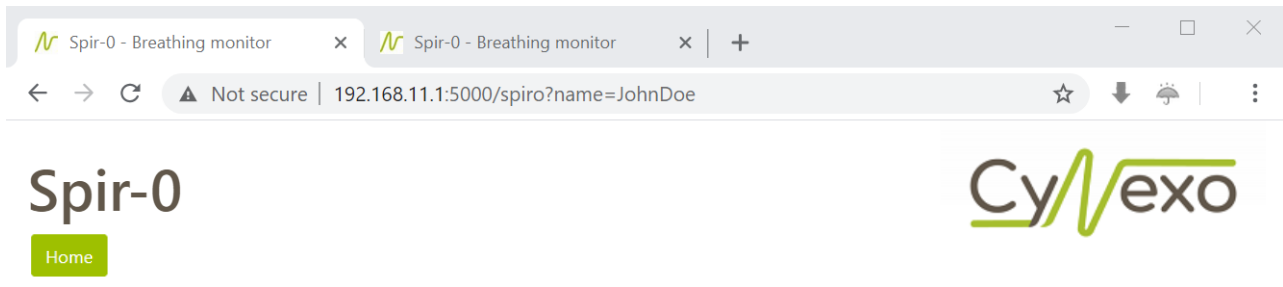 Spir-0 - Breathing monitor
Spir-0 - Breathing monitor
Not secure | 192.168.11.1:5000/spiro?name=JohnDoe
Spir-0
CyNexo
Home